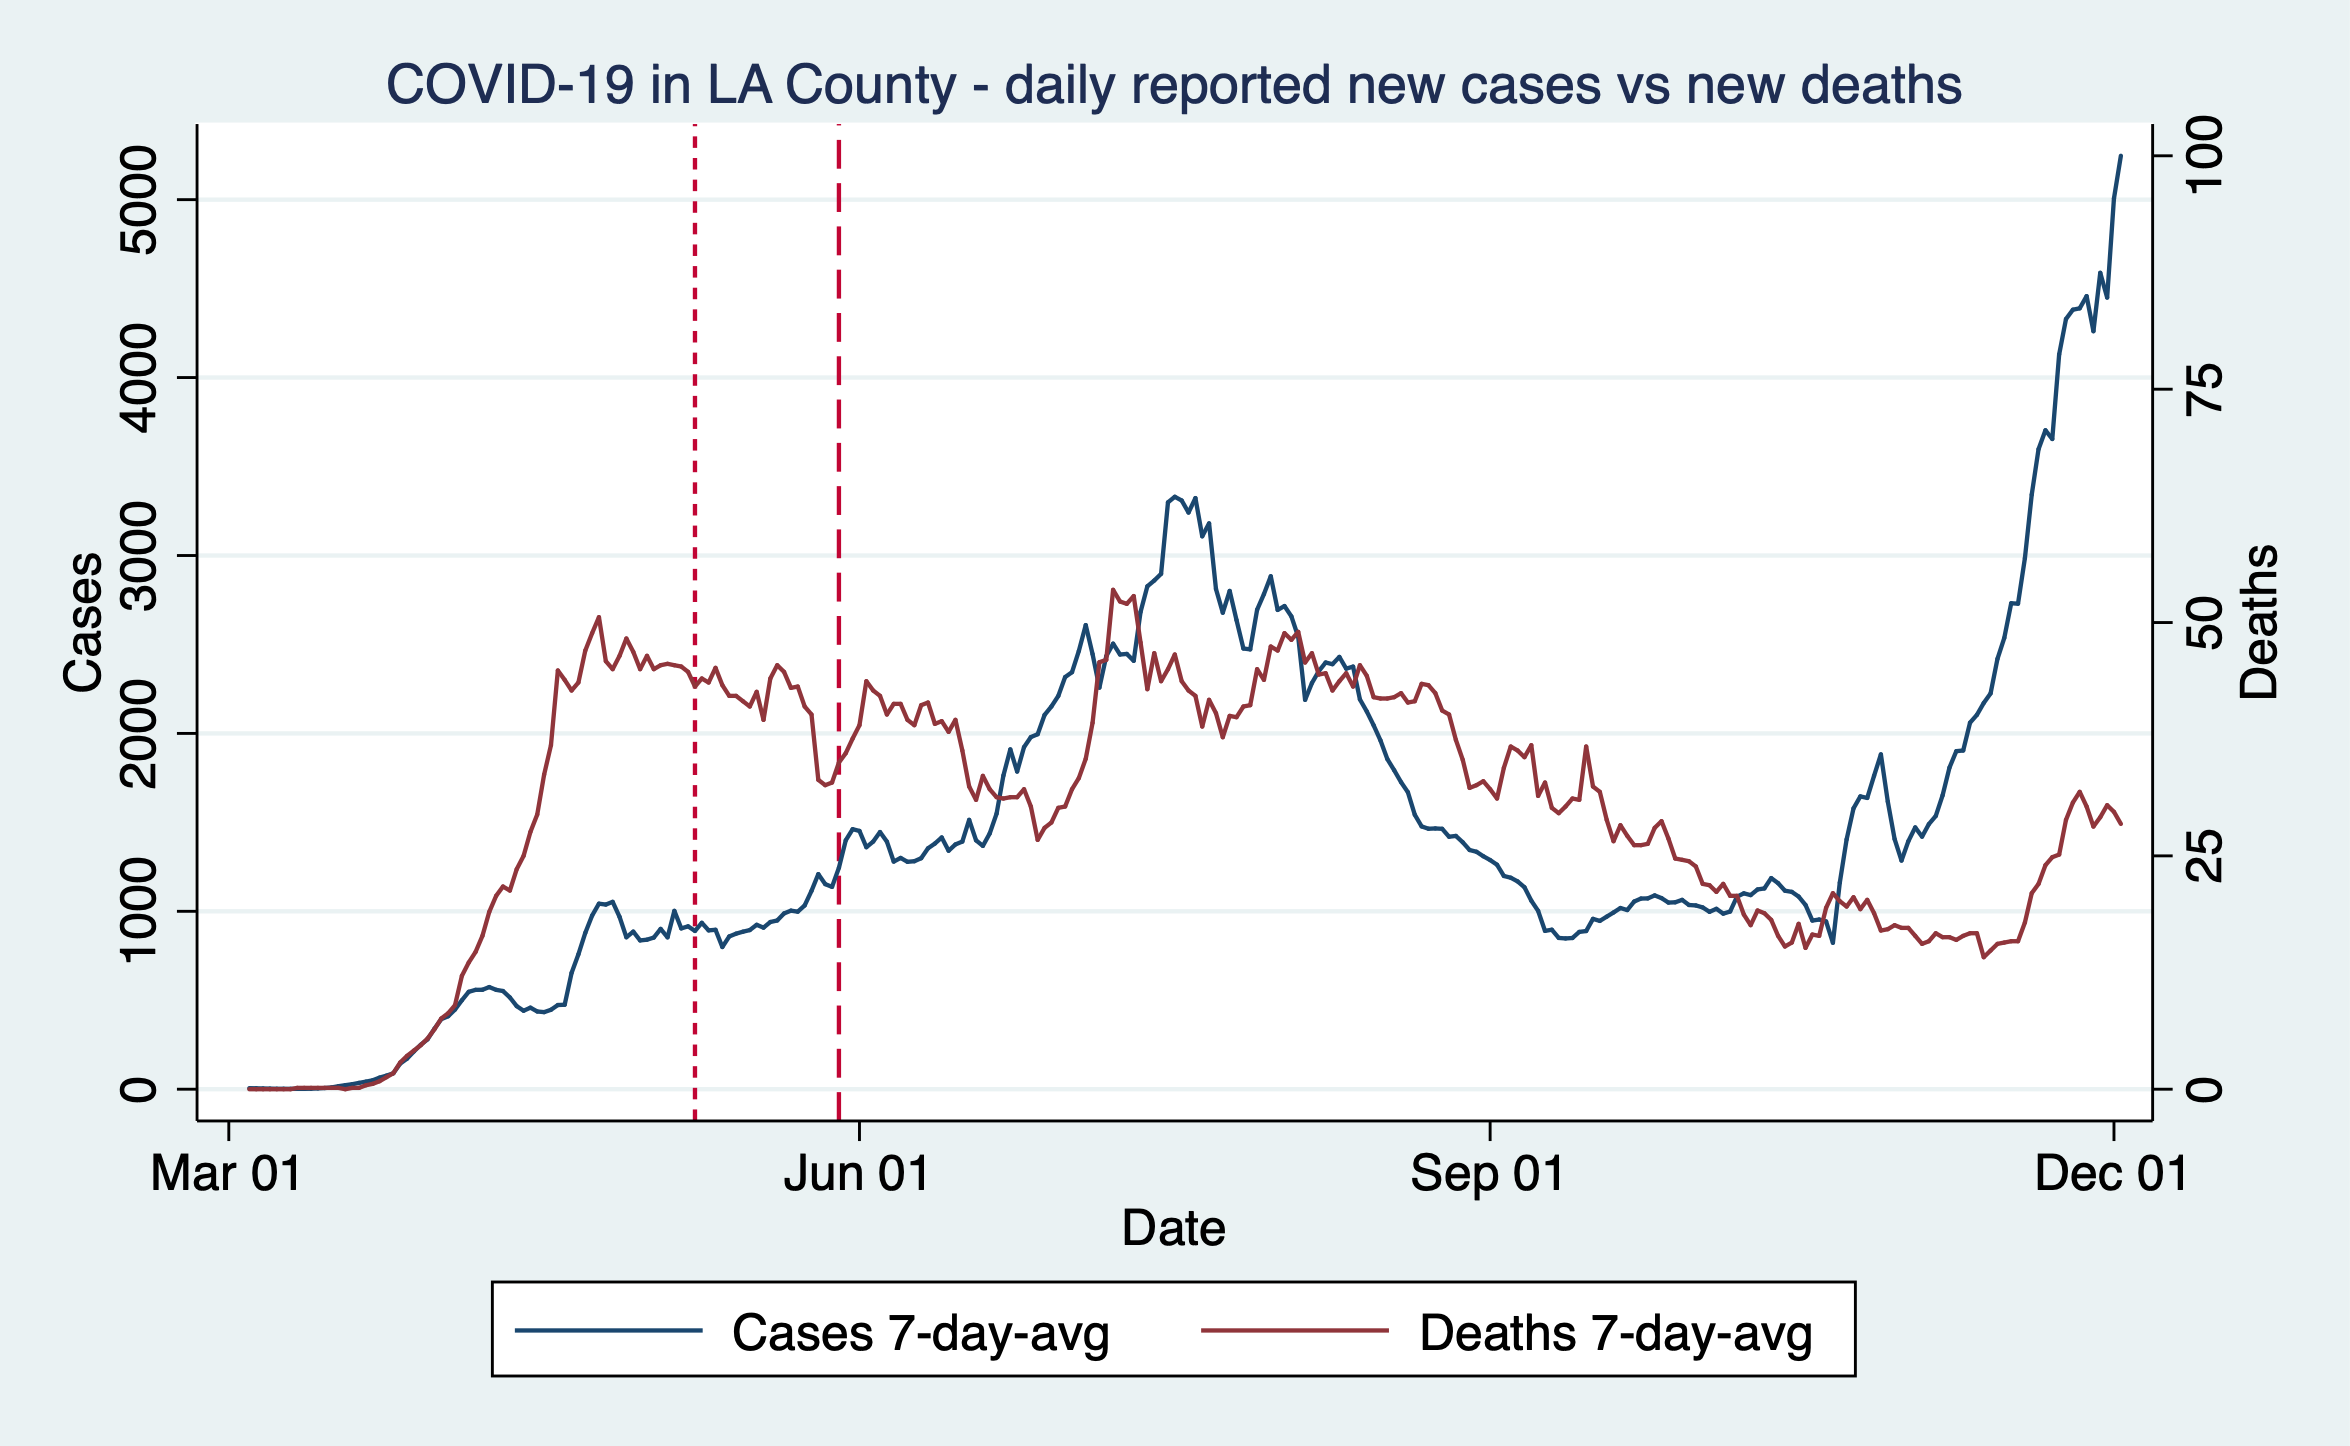 COVID-19 in LA County - daily reported new cases vs new deaths
Cases
5000
4000
3000
2000
1000
0
100
75
50
25
0
Deaths
Mar 01
Jun 01
Sep 01
Dec 01
Date
Cases 7-day-avg
Deaths 7-day-avg